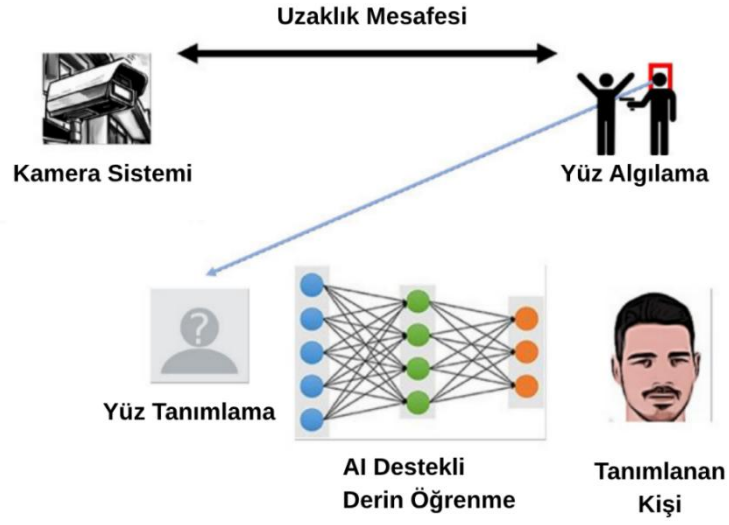 Uzaklık Mesafesi
Kamera Sistemi
Yüz Algılama
?
Yüz Tanımlama
AI Destekli
Derin Öğrenme
Tanımlanan
Kişi